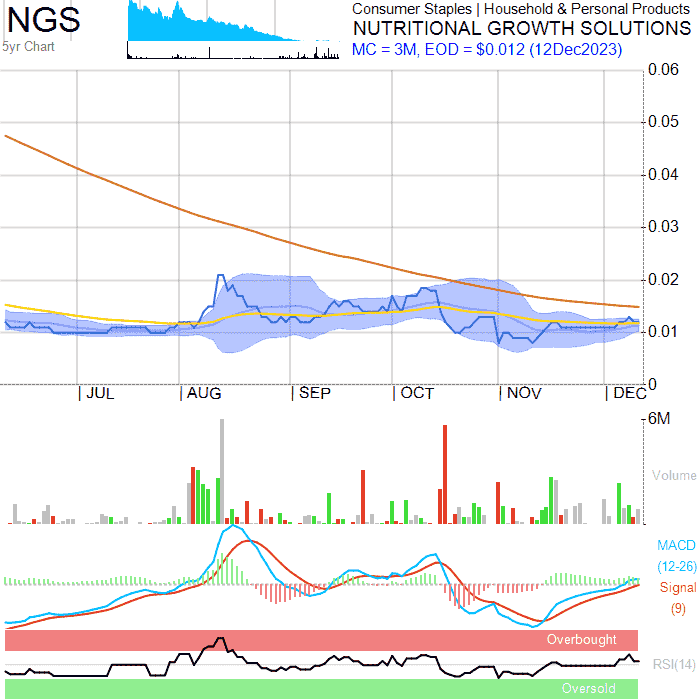 NGS
5yr Chart
Consumer Staples | Household & Personal Products
NUTRITIONAL GROWTH SOLUTIONS
MC = 3M, EOD = $0.012 (12Dec2023)
0.06
0.05
0.04
0.03
0.02
0.01
0
| JUL
| AUG
| SEP
| OCT
| NOV
| DEC
6M
Volume
MACD
(12-26)
Signal
(9)
Overbought
RSI(14)
Oversold